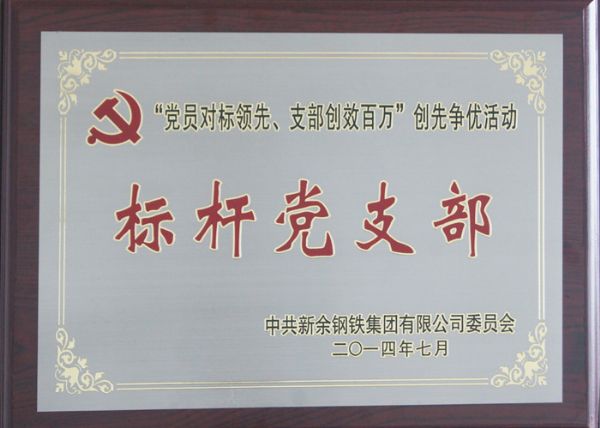 “党员对标领先、支部创效百万”创先争优活动
标杆党支部
中共新余钢铁集团有限公司委员会
二〇一四年七月